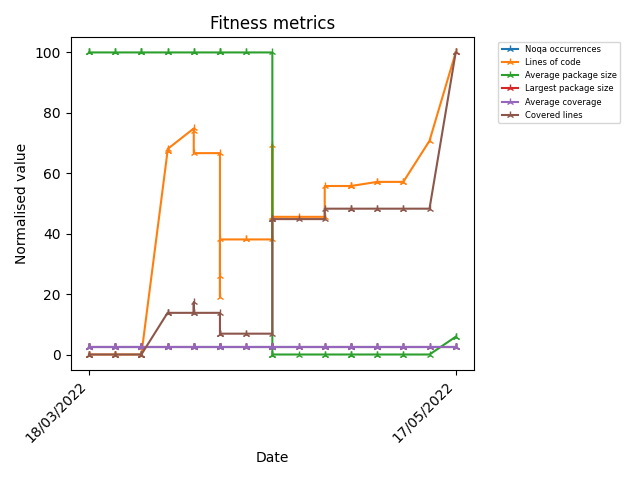 Fitness metrics
Noqa occurrences
Lines of code
Average package size
Largest package size
Average coverage
Covered lines
Normalised value
100
80
60
40
20
0
18/03/2022
17/05/2022
Date